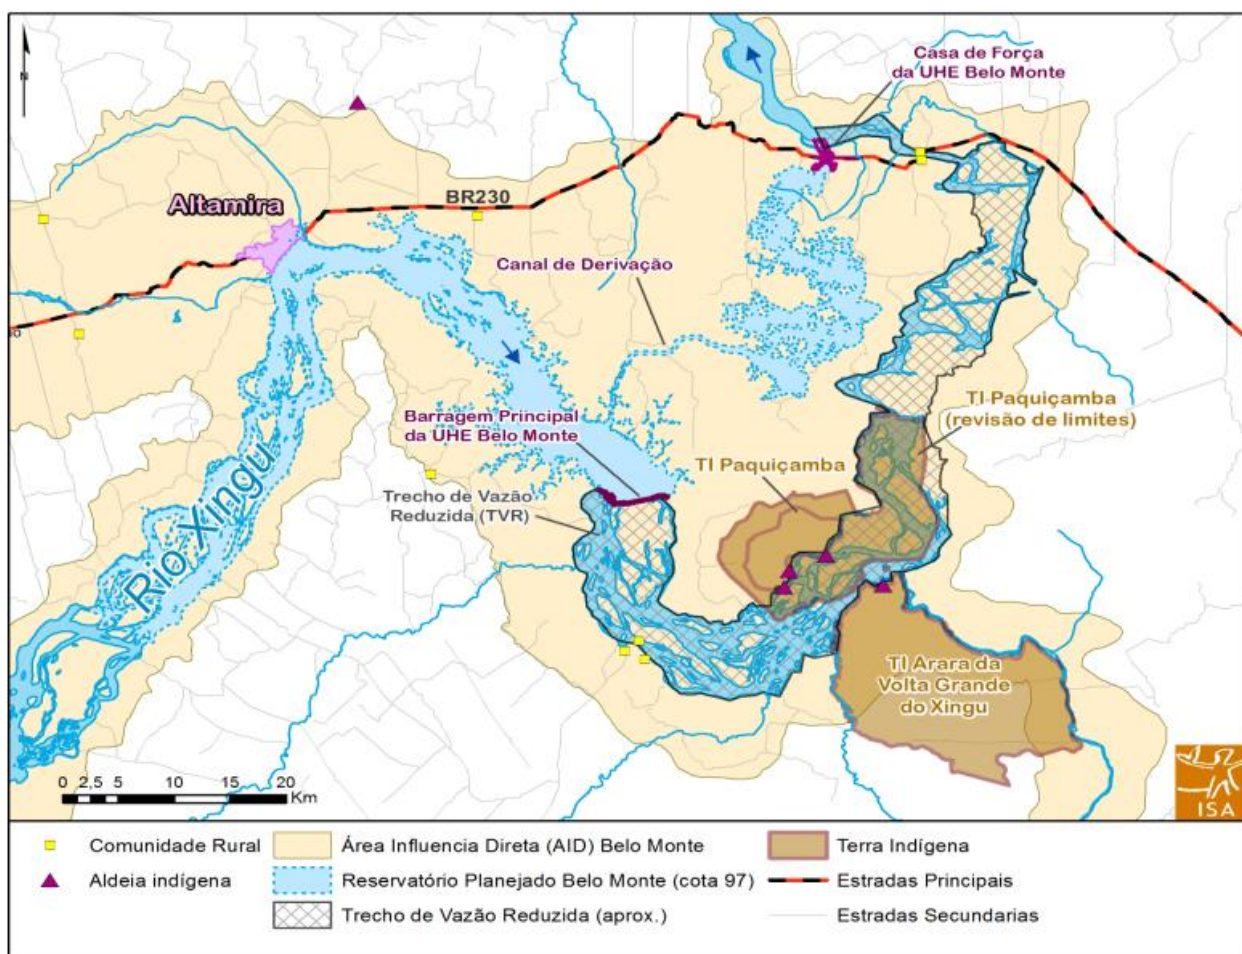 N
Casa de Força
da UHE Belo Monte
Altamira
BR230
Canal de Derivação
TI Paquiçamba
(revisão de limites)
Barragem Principal
da UHE Belo Monte
TI Paquiçamba
Trecho de Vazão
Reduzida (TVR)
Rio Xingu
TI Arara da
Volta Grande
do Xingu
0 2,5 5 10 15 20
Km
ISA
Comunidade Rural
Área Influencia Direta (AID) Belo Monte
Terra Indígena
Aldeia indígena
Reservatório Planejado Belo Monte (cota 97)
Estradas Principais
Trecho de Vazão Reduzida (aprox.)
Estradas Secundarias